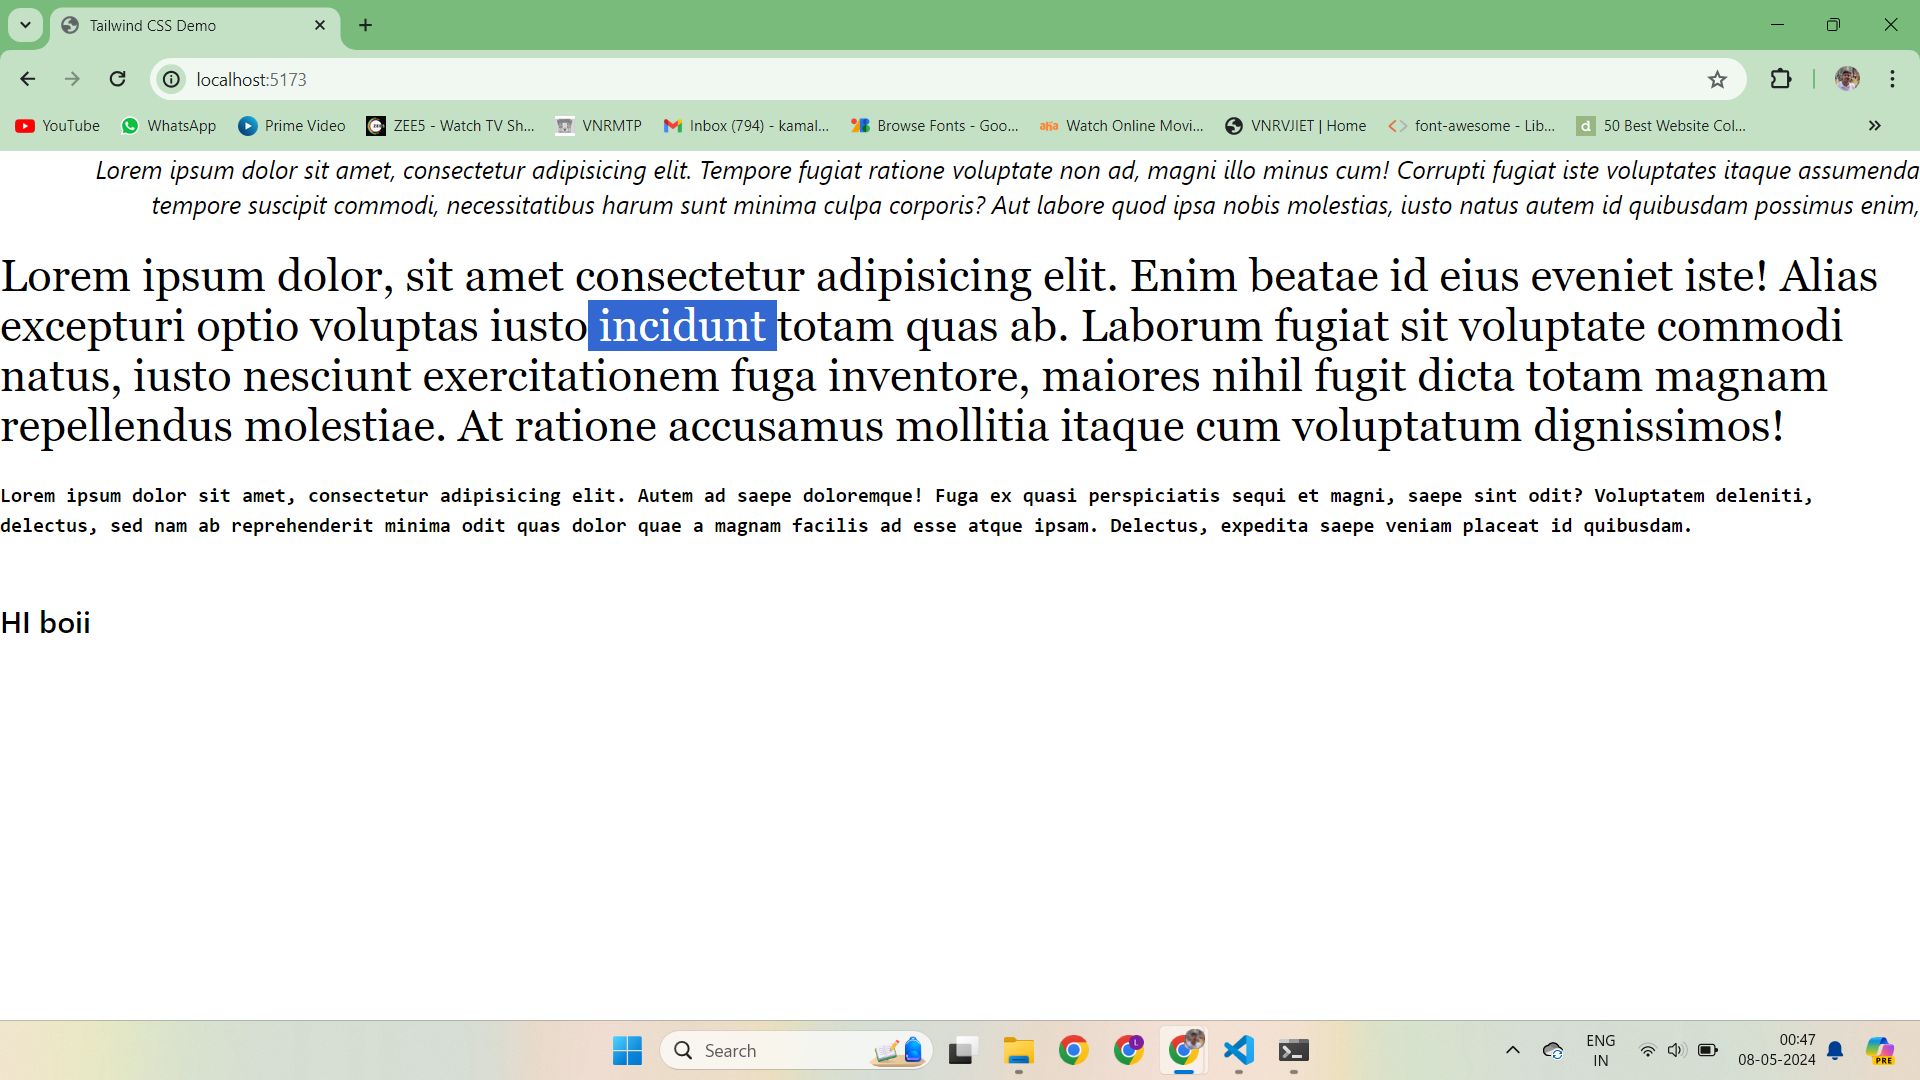 Tailwind CSS Demo
localhost:5173
YouTube WhatsApp Prime Video ZEE5 - Watch TV Sh... VNRMTP Inbox (794) - kamal... Browse Fonts - Goo... Watch Online Movi... VNRVJIET | Home font-awesome - Lib... 50 Best Website Col...
Lorem ipsum dolor sit amet, consectetur adipisicing elit. Tempore fugiat ratione voluptate non ad, magni illo minus cum! Corrupti fugiat iste voluptates itaque assumenda
tempore suscipit commodi, necessitatibus harum sunt minima culpa corporis? Aut labore quod ipsa nobis molestias, iusto natus autem id quibusdam possimus enim,
Lorem ipsum dolor, sit amet consectetur adipisicing elit. Enim beatae id eius eveniet iste! Alias
excepturi optio voluptas iusto incidunt totam quas ab. Laborum fugiat sit voluptate commodi
natus, iusto nesciunt exercitationem fuga inventore, maiores nihil fugit dicta totam magnam
repellendus molestiae. At ratione accusamus mollitia itaque cum voluptatum dignissimos!
Lorem ipsum dolor sit amet, consectetur adipisicing elit. Autem ad saepe doloremque! Fuga ex quasi perspiciatis sequi et magni, saepe sint odit? Voluptatem deleniti,
delectus, sed nam ab reprehenderit minima odit quas dolor quae a magnam facilis ad esse atque ipsam. Delectus, expedita saepe veniam placeat id quibusdam.
HI boii
Search
ENG
IN
00:47
08-05-2024
PRE